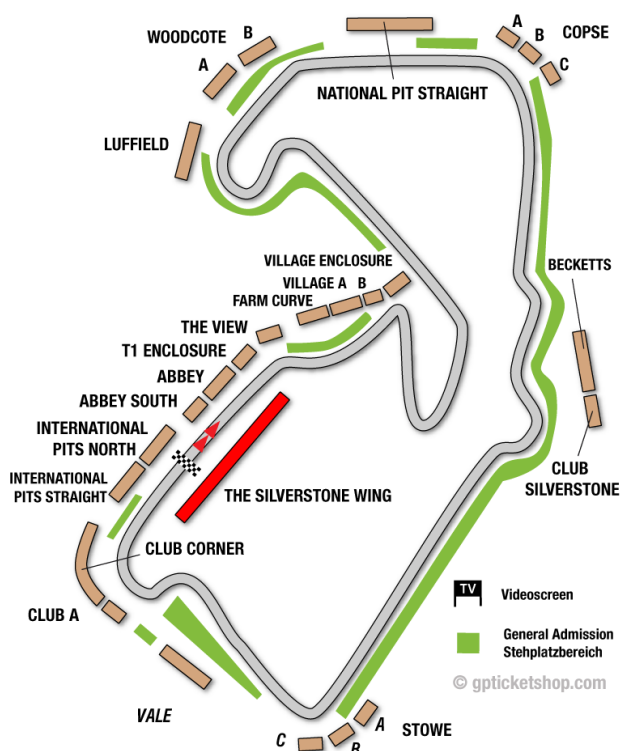 WOODCOTE
B
A
A
B
C
COPSE
NATIONAL PIT STRAIGHT
LUFFIELD
VILLAGE ENCLOSURE
VILLAGE A B
FARM CURVE
BECKETTS
THE VIEW
T1 ENCLOSURE
ABBEY
ABBEY SOUTH
INTERNATIONAL
PITS NORTH
INTERNATIONAL
PITS STRAIGHT
CLUB
SILVERSTONE
THE SILVERSTONE WING
CLUB CORNER
CLUB A
TV
Videoscreen
General Admission
Stehplatzbereich
© gpticketshop.com
VALE
A
STOWE
C
B